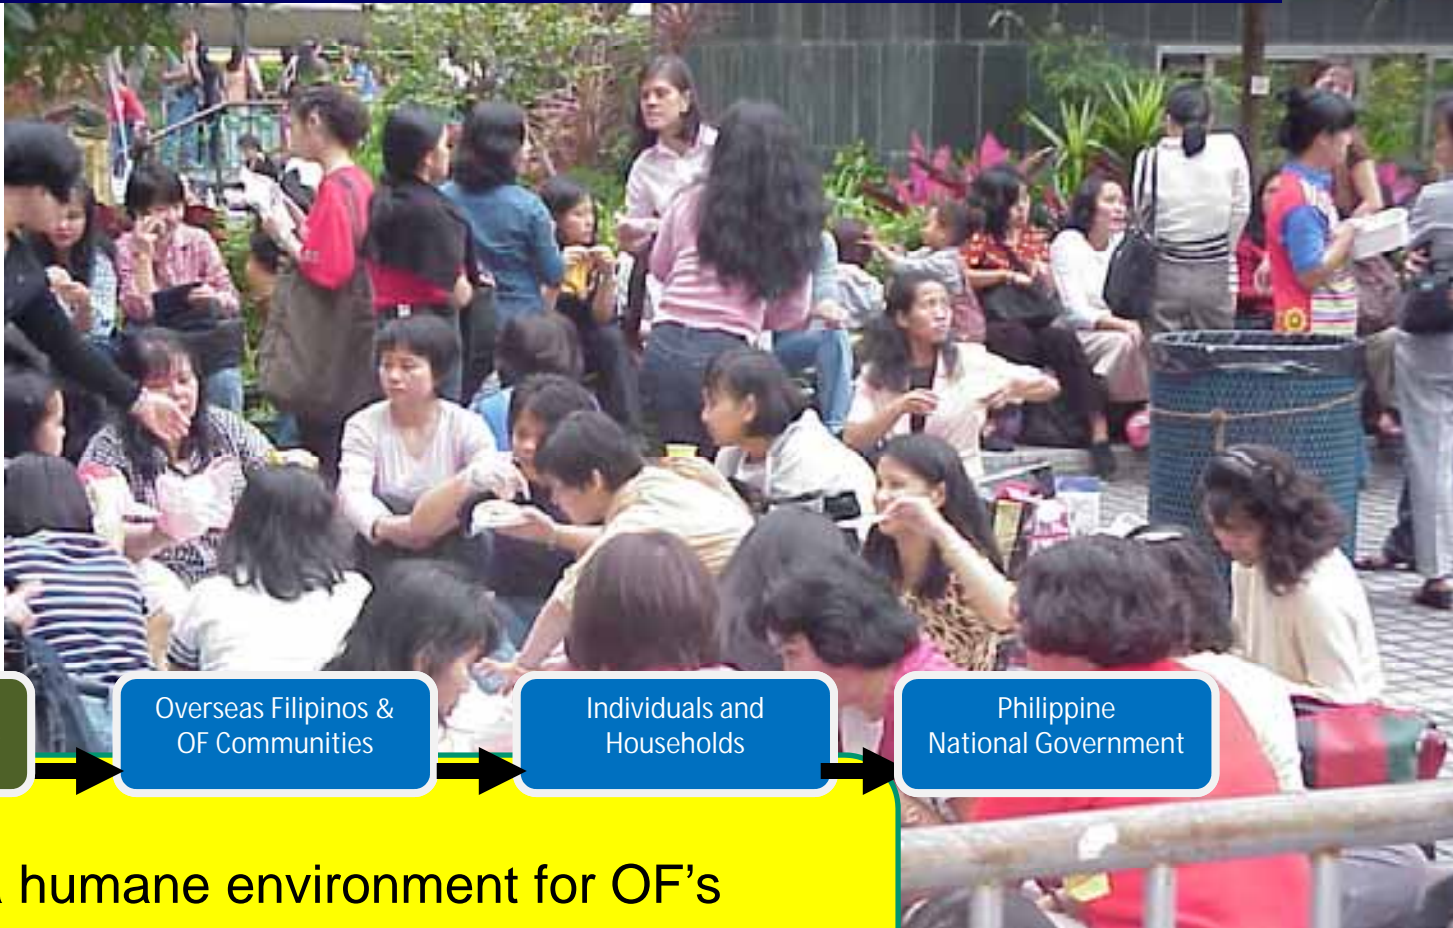 Overseas Filipinos &
OF Communities
Individuals and
Households
Philippine
National Government
humane environment for OF's